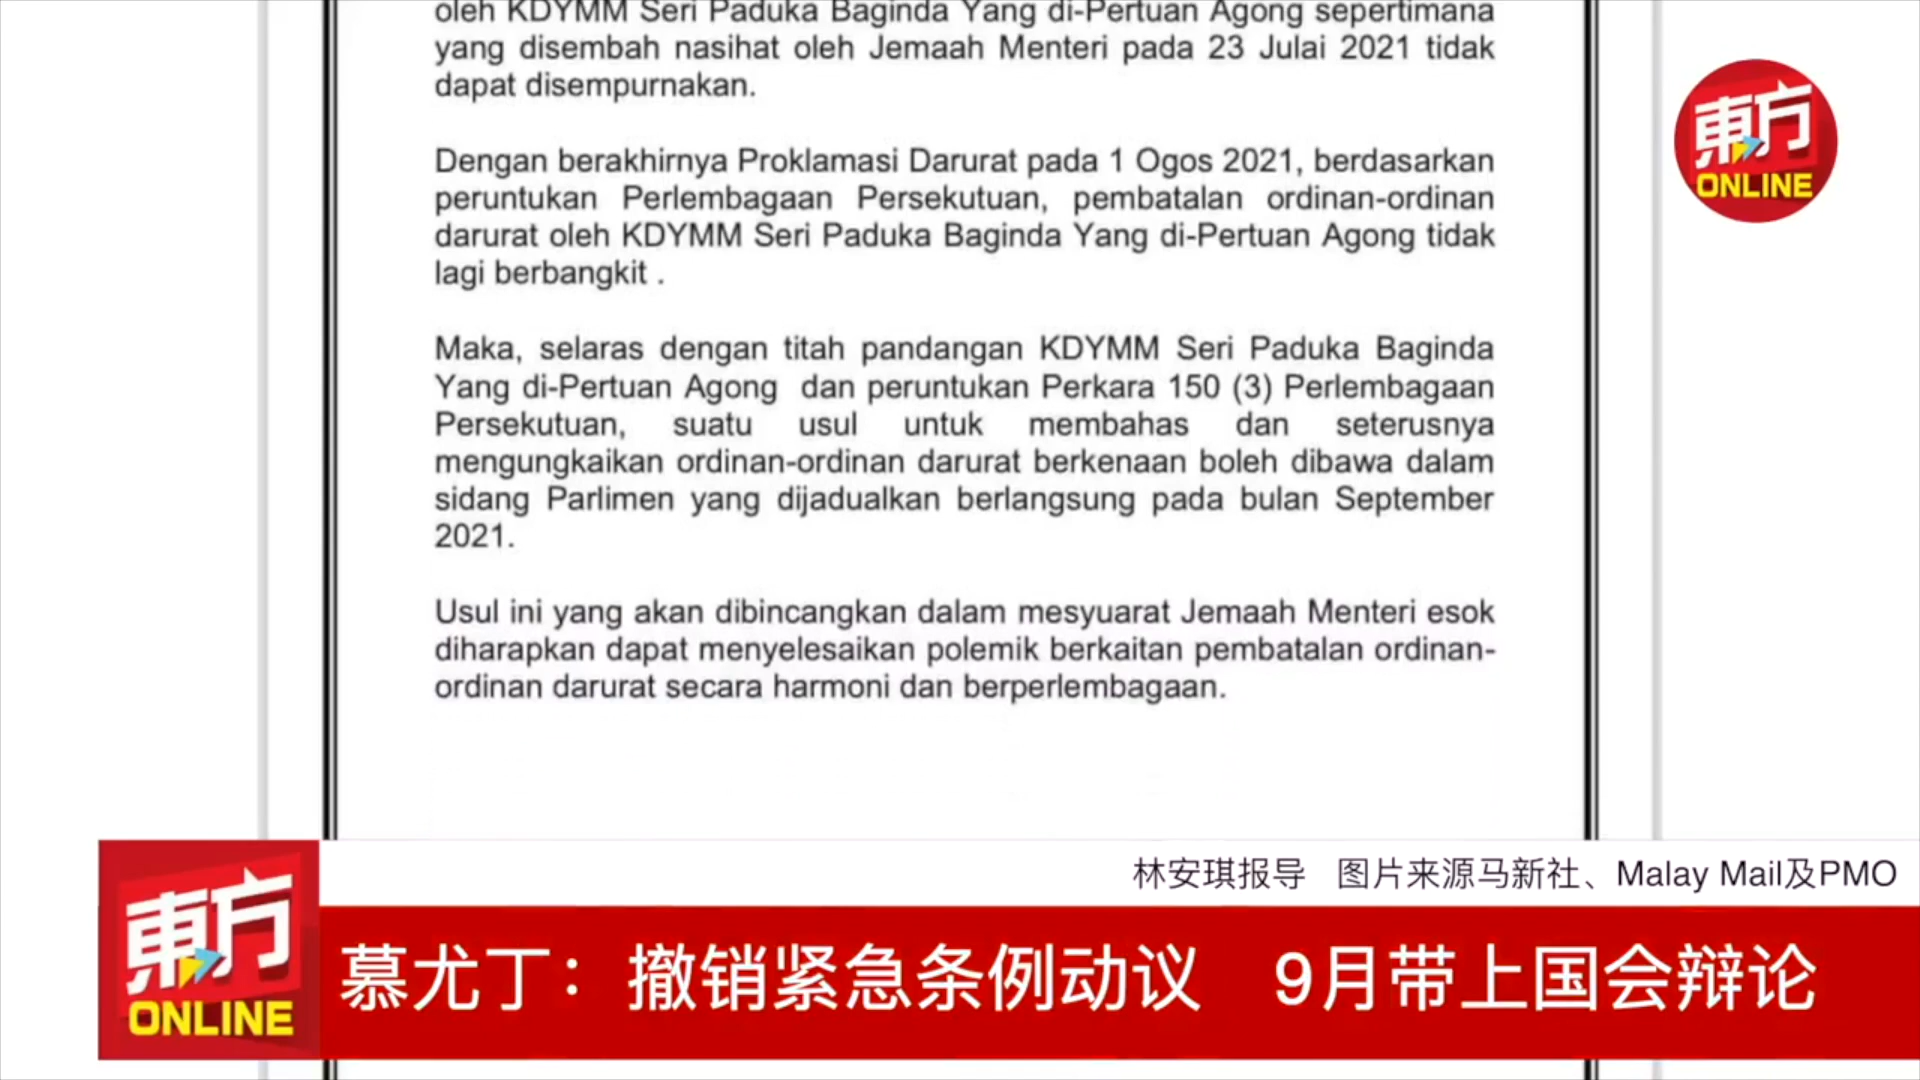 oleh KDYMM Seri Paduka Baginda Yang di-Pertuan Agong sepertimana
yang disembah nasihat oleh Jemaah Menteri pada 23 Julai 2021 tidak
dapat disempurnakan.
Dengan berakhirnya Proklamasi Darurat pada 1 Ogos 2021, berdasarkan
peruntukan Perlembagaan Persekutuan, pembatalan ordinan-ordinan
darurat oleh KDYMM Seri Paduka Baginda Yang di-Pertuan Agong tidak
lagi berbangkit .
Maka, selaras dengan titah pandangan KDYMM Seri Paduka Baginda
Yang di-Pertuan Agong dan peruntukan Perkara 150 (3) Perlembagaan
Persekutuan, suatu usul untuk membahas dan seterusnya
mengungkaikan ordinan-ordinan darurat berkenaan boleh dibawa dalam
sidang Parlimen yang dijadualkan berlangsung pada bulan September
2021.
Usul ini yang akan dibincangkan dalam mesyuarat Jemaah Menteri esok
diharapkan dapat menyelesaikan polemik berkaitan pembatalan ordinan-
ordinan darurat secara harmoni dan berperlembagaan.
東方
ONLINE
林安琪报导 图片来源马新社、Malay Mail及PMO
東方
ONLINE
慕尤丁：撤销紧急条例动议 9月带上国会辩论